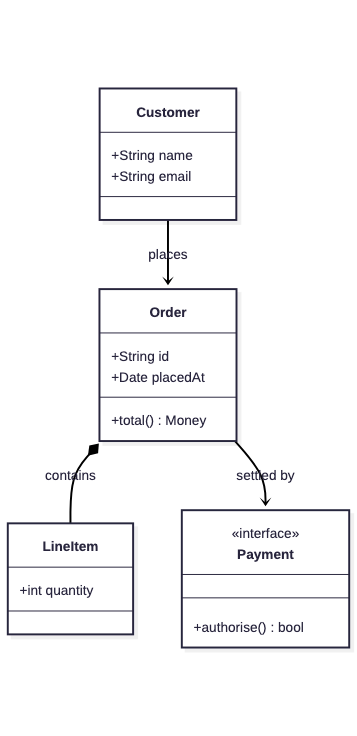 Customer
+String name
+String email
places
Order
+String id
+Date placedAt
+total() : Money
contains
settled by
LineItem
+int quantity
«interface»
Payment
+authorise() : bool